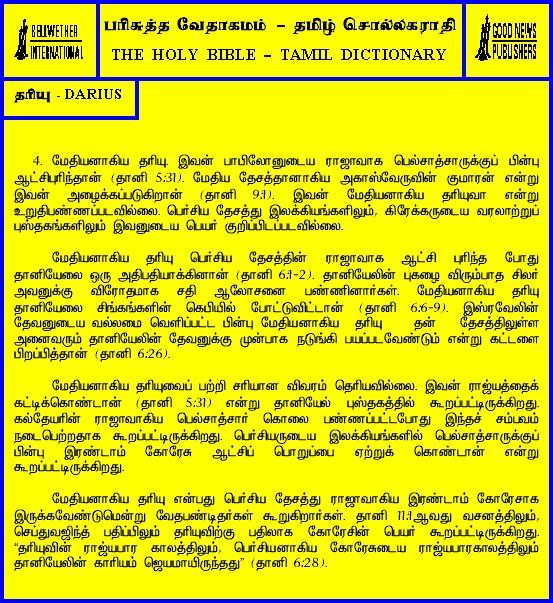 BELLWETHER
INTERNATIONAL
பரிசுத்த வேதாகமம் – தமிழ் சொல்லகராதி
THE HOLY BIBLE – TAMIL DICTIONARY
GOOD NEWS
PUBLISHERS
தரியு - DARIUS
4. மேதியனாகிய தரியு. இவன் பாபிலோனுடைய ராஜாவாக பெல்சாத்சாருக்குப் பின்பு
ஆட்சிபுரிந்தான் (தானி 5:31). மேதிய தேசத்தானாகிய அகாஸ்வேருவின் குமாரன் என்று
இவன் அழைக்கப்படுகிறான் (தானி 9:1). இவன் மேதியனாகிய தரியுவா என்று
உறுதிபண்ணப்படவில்லை. பெர்சிய தேசத்து இலக்கியங்களிலும், கிரேக்கருடைய வரலாற்றுப்
புஸ்தகங்களிலும் இவனுடைய பெயர் குறிப்பிடப்படவில்லை.
மேதியனாகிய தரியு பெர்சிய தேசத்தின் ராஜாவாக ஆட்சி புரிந்த போது
தானியேலை ஒரு அதிபதியாக்கினான் (தானி 6:1-2). தானியேலின் புகழை விரும்பாத சிலர்
அவனுக்கு விரோதமாக சதி ஆலோசனை பண்ணினார்கள். மேதியனாகிய தரியு
தானியேலை சிங்கங்களின் கெபியில் போட்டுவிட்டான் (தானி 6:6-9). இஸ்ரவேலின்
தேவனுடைய வல்லமை வெளிப்பட்ட பின்பு மேதியனாகிய தரியு தன் தேசத்திலுள்ள
அனைவரும் தானியேலின் தேவனுக்கு முன்பாக நடுங்கி பயப்படவேண்டும் என்று கட்டளை
பிறப்பித்தான் (தானி 6:26).
மேதியனாகிய தரியுவைப் பற்றி சரியான விவரம் தெரியவில்லை. இவன் ராஜ்யத்தைக்
கட்டிக்கொண்டான் (தானி 5:31) என்று தானியேல் புஸ்தகத்தில் கூறப்பட்டிருக்கிறது.
கல்தேயரின் ராஜாவாகிய பெல்சாத்சார் கொலை பண்ணப்பட்டபோது இந்தச் சம்பவம்
நடைபெற்றதாக கூறப்பட்டிருக்கிறது. பெர்சியருடைய இலக்கியங்களில் பெல்சாத்சாருக்குப்
பின்பு இரண்டாம் கோரேசு ஆட்சிப் பொறுப்பை ஏற்றுக் கொண்டான் என்று
கூறப்பட்டிருக்கிறது.
மேதியனாகிய தரியு என்பது பெர்சிய தேசத்து ராஜாவாகிய இரண்டாம் கோரேசாக
இருக்கவேண்டுமென்று வேதபண்டிதர்கள் கூறுகிறார்கள். தானி 11:1ஆவது வசனத்திலும்,
செப்துவஜிந்த் பதிப்பிலும் தரியுவிற்கு பதிலாக கோரேசின் பெயர் கூறப்பட்டிருக்கிறது.
“தரியுவின் ராஜ்யபார காலத்திலும், பெர்சியனாகிய கோரேசுடைய ராஜ்யபாரகாலத்திலும்
தானியேலின் காரியம் ஜெயமாயிருந்தது” (தானி 6:28).